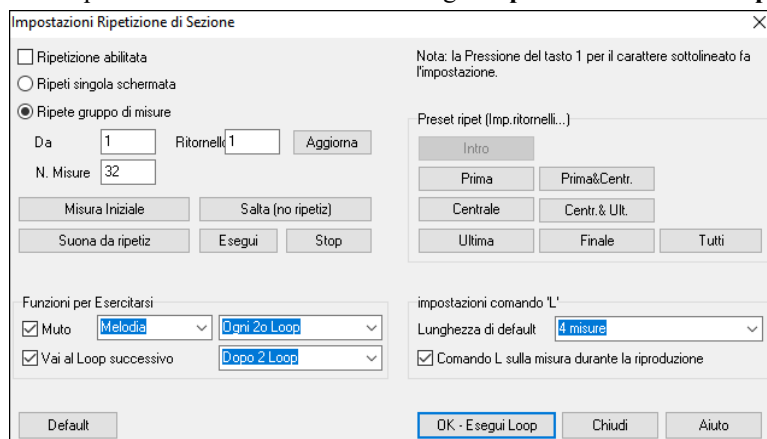 Impostazioni Ripetizione di Sezione
Ripetizione abilitata
Ripeti singola schermata
Ripete gruppo di misure
Da 1 Ritornello 1 Aggiorna
N. Misure 32
Misura Iniziale Salta (no ripetiz)
Suona da ripetiz Esegui Stop
Nota: la Pressione del tasto 1 per il carattere sottolineato fa
l'impostazione.
Preset ripet (Imp.ritornelli...)
Intro
Prima Prima&Centr.
Centrale Centr.& Ult.
Ultima Finale Tutti
Funzioni per Esercitarsi
Muto Melodia Ogni 2o Loop
Vai al Loop successivo Dopo 2 Loop
impostazioni comando 'L'
Lunghezza di default 4 misure
Comando L sulla misura durante la riproduzione
Default OK - Esegui Loop Chiudi Aiuto